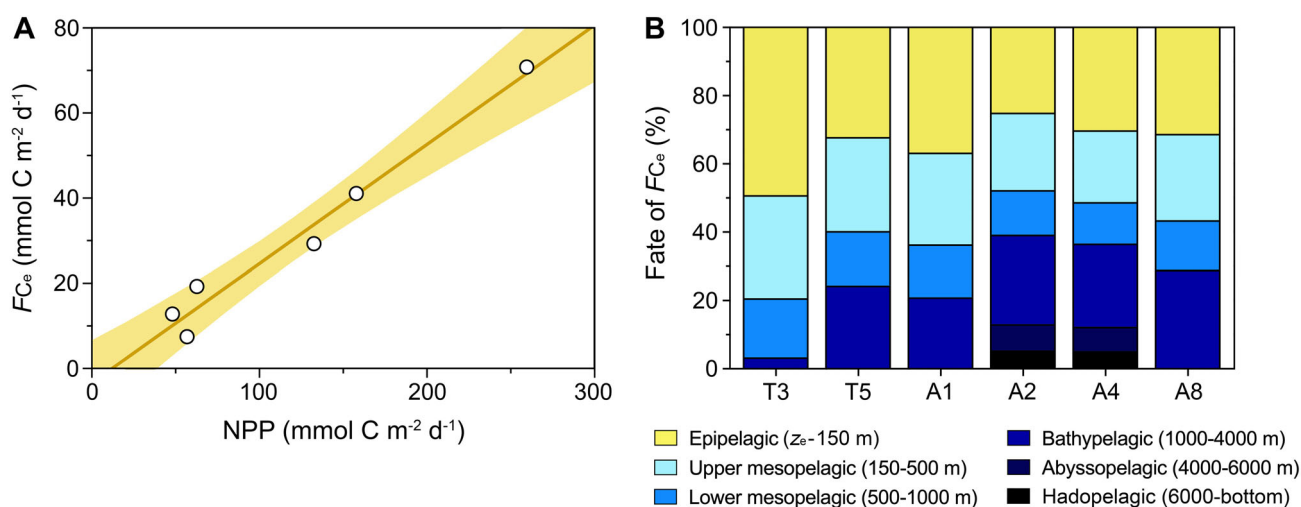 A
80
60
40
20
0
FCe (mmol C m-2 d-1)
0 100 200 300
NPP (mmol C m-2 d-1)
B
100
80
60
40
20
0
Fate of FCe (%)
T3 T5 A1 A2 A4 A8
Epipelagic (ze-150 m)
Upper mesopelagic (150-500 m)
Lower mesopelagic (500-1000 m)
Bathypelagic (1000-4000 m)
Abyssopelagic (4000-6000 m)
Hadopelagic (6000-bottom)